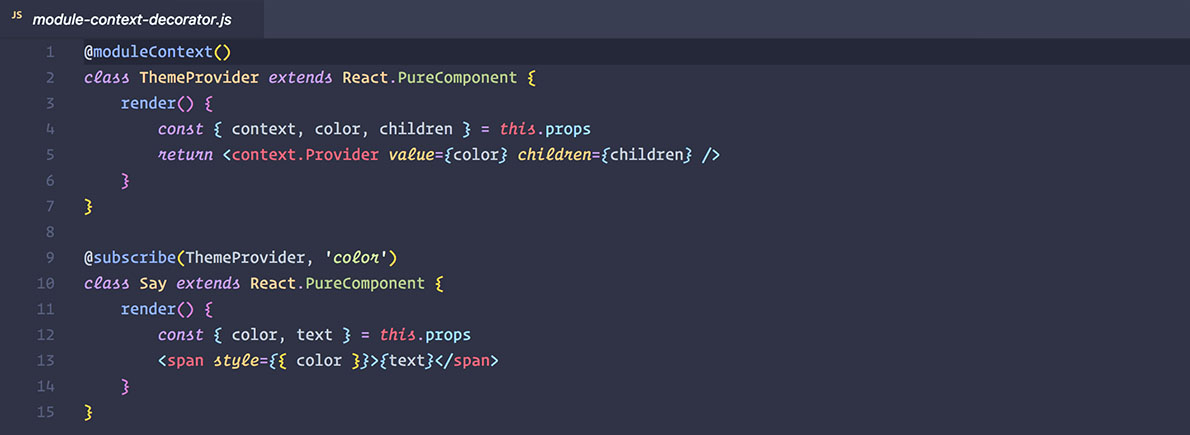 JS module-context-decorator.js
1 @moduleContext()
2 class ThemeProvider extends React.PureComponent {
3     render() {
4         const { context, color, children } = this.props
5         return <context.Provider value={color} children={children} />
6     }
7 }
8
9 @subscribe(ThemeProvider, 'color')
10 class Say extends React.PureComponent {
11     render() {
12         const { color, text } = this.props
13         <span style={{ color }}>{text}</span>
14     }
15 }